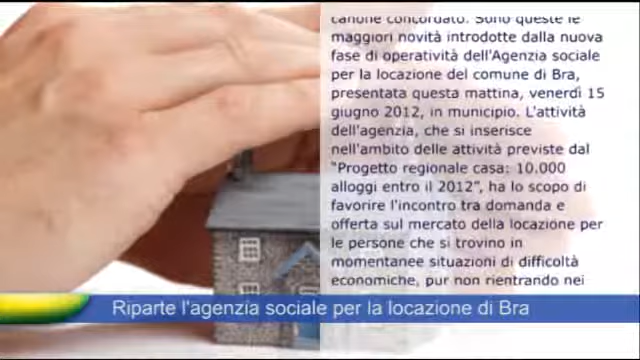 canone concordato. Sono queste le
maggiori novità introdotte dalla nuova
fase di operatività dell'Agenzia sociale
per la locazione del comune di Bra,
presentata questa mattina, venerdì 15
giugno 2012, in municipio. L'attività
dell'agenzia, che si inserisce
nell'ambito delle attività previste dal
"Progetto regionale casa: 10.000
alloggi entro il 2012", ha lo scopo di
favorire l'incontro tra domanda e
offerta sul mercato della locazione per
le persone che si trovino in
momentanee situazioni di difficoltà
economiche, pur non rientrando nei
Riparte l'agenzia sociale per la locazione di Bra